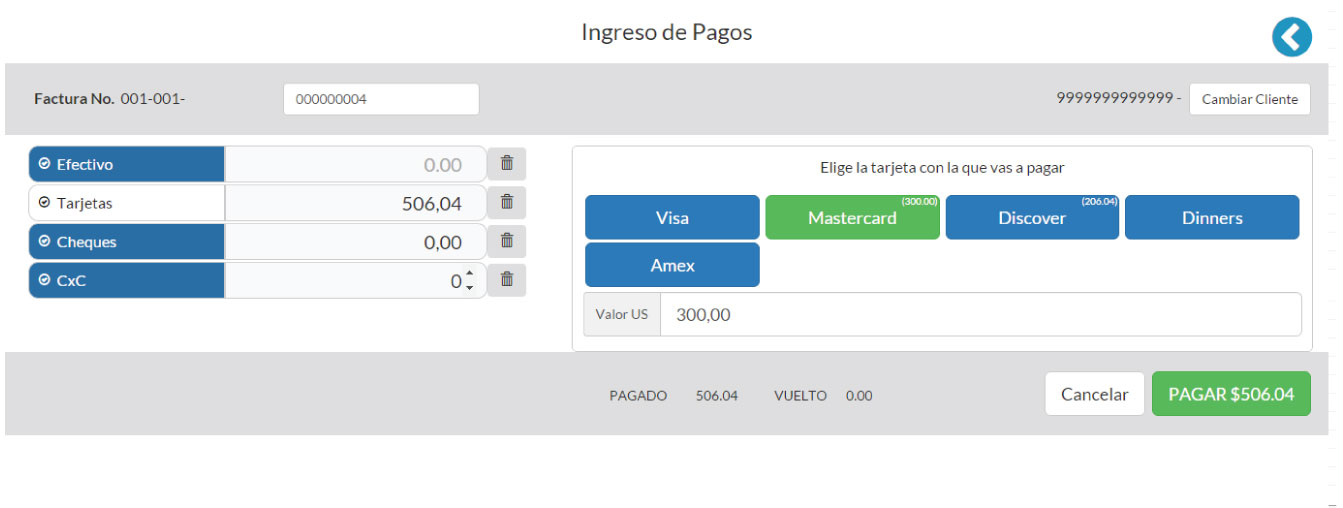 Ingreso de Pagos
Factura No. 001-001- 000000004 9999999999999 - Cambiar Cliente
Efectivo 0.00
Tarjetas 506,04
Cheques 0,00
CxC 0
Elige la tarjeta con la que vas a pagar
Visa Mastercard (300.00) Discover (206.04) Dinners
Amex
Valor US 300,00
PAGADO 506.04 VUELTO 0.00 Cancelar PAGAR $506.04